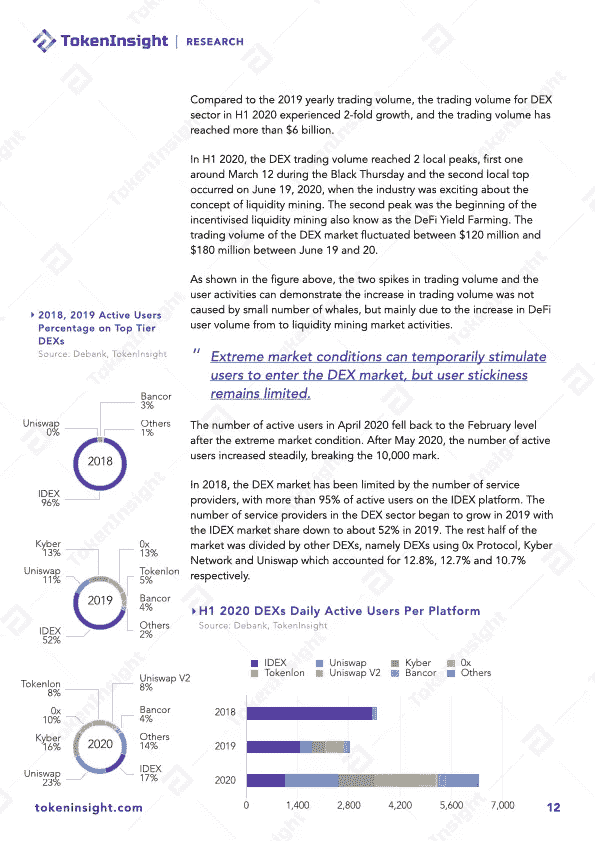 TokenInsight | RESEARCH
Compared to the 2019 yearly trading volume, the trading volume for DEX
sector in H1 2020 experienced 2-fold growth, and the trading volume has
reached more than $6 billion.
In H1 2020, the DEX trading volume reached 2 local peaks, first one
around March 12 during the Black Thursday and the second local top
occurred on June 19, 2020, when the industry was exciting about the
concept of liquidity mining. The second peak was the beginning of the
incentivised liquidity mining also know as the DeFi Yield Farming. The
trading volume of the DEX market fluctuated between $120 million and
$180 million between June 19 and 20.
As shown in the figure above, the two spikes in trading volume and the
user activities can demonstrate the increase in trading volume was not
caused by small number of whales, but mainly due to the increase in DeFi
user volume from to liquidity mining market activities.
2018, 2019 Active Users
Percentage on Top Tier
DEXs
Source: Debank, TokenInsight
" Extreme market conditions can temporarily stimulate
users to enter the DEX market, but user stickiness
remains limited.
The number of active users in April 2020 fell back to the February level
after the extreme market condition. After May 2020, the number of active
users increased steadily, breaking the 10,000 mark.
In 2018, the DEX market has been limited by the number of service
providers, with more than 95% of active users on the IDEX platform. The
number of service providers in the DEX sector began to grow in 2019 with
the IDEX market share down to about 52% in 2019. The rest half of the
market was divided by other DEXs, namely DEXs using 0x Protocol, Kyber
Network and Uniswap which accounted for 12.8%, 12.7% and 10.7%
respectively.
Bancor
3%
Uniswap
0%
Others
1%
2018
IDEX
96%
Kyber
13%
0x
13%
Uniswap
11%
Tokenlon
5%
2019
Bancor
4%
Others
2%
IDEX
52%
Tokenlon
8%
Uniswap V2
8%
0x
10%
Bancor
4%
Kyber
16%
2020
Others
14%
Uniswap
23%
IDEX
17%
H1 2020 DEXs Daily Active Users Per Platform
Source: Debank, TokenInsight
IDEX Uniswap Kyber 0x
Tokenlon Uniswap V2 Bancor Others
2018
2019
2020
0 1,400 2,800 4,200 5,600 7,000
tokeninsight.com 12